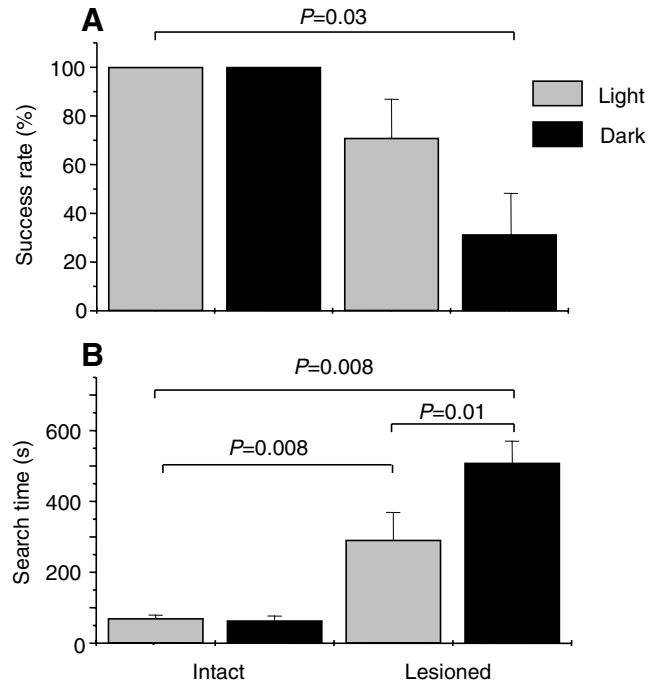 A
P=0.03
100
80
60
40
20
0
Success rate (%)
Light
Dark
B
P=0.008
P=0.01
P=0.008
600
400
200
0
Search time (s)
Intact Lesioned